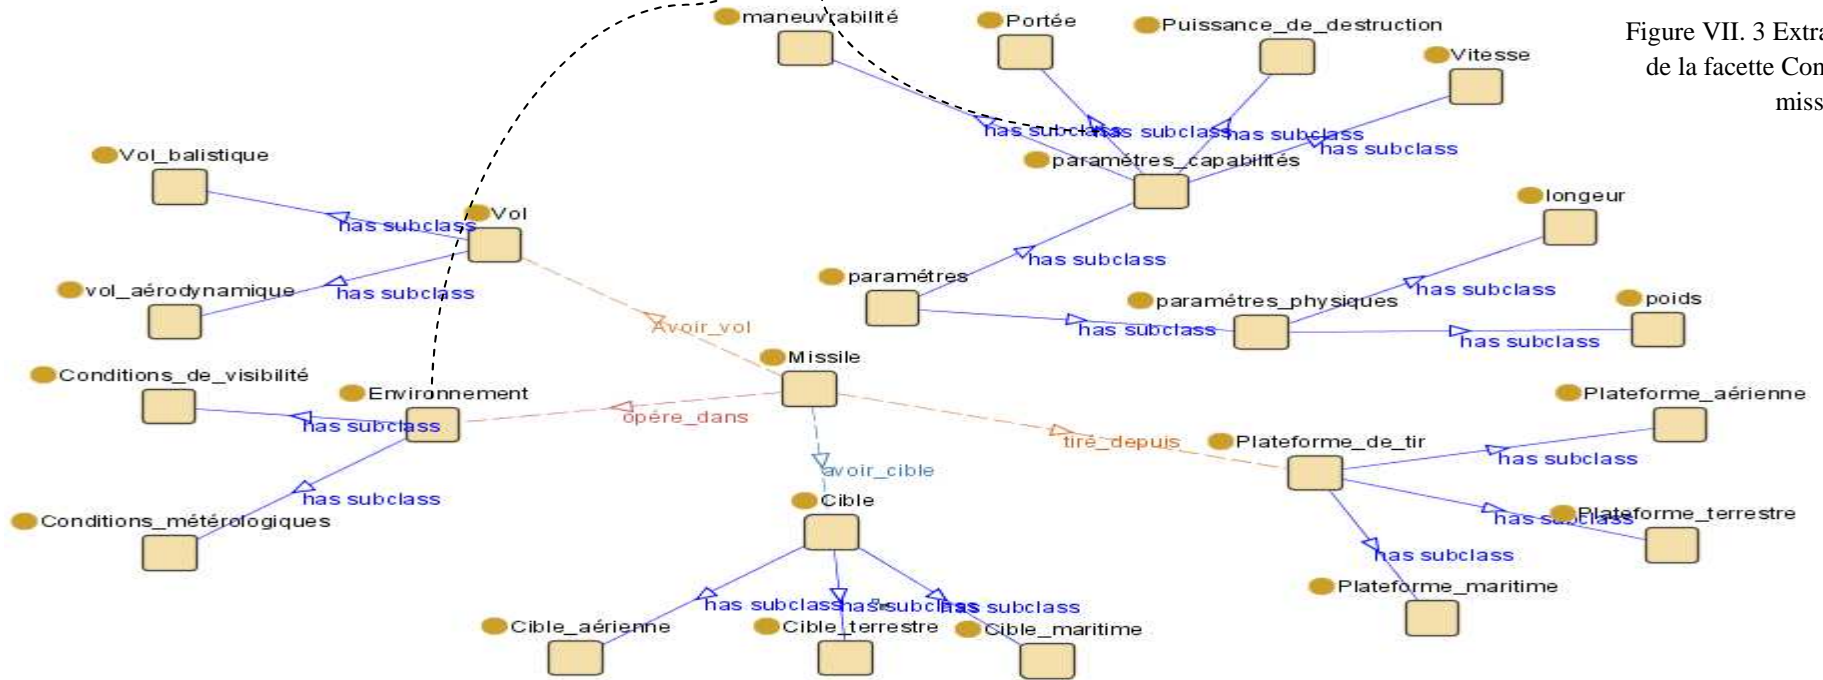 maneuvrabilité
Portée
Puissance_de_destruction
Vitesse
Figure VII. 3 Extra
de la facette Con
miss
has subclass
has subclass
has subclass
has subclass
paramétres_capabilités
Vol_balistique
Vol
has subclass
longeur
vol_aérodynamique
has subclass
paramétres
has subclass
paramétres_physiques
has subclass
poids
has subclass
has subclass
Avoir_vol
Missile
Conditions_de_visibilité
Environnement
has subclass
opére_dans
Plateforme_aérienne
tiré_depuis
Plateforme_de_tir
has subclass
avoir_cible
has subclass
Cible
Conditions_métérologiques
has subclass
Plateforme_terrestre
has subclass
Plateforme_maritime
has subclass
has subclass
has subclass
Cible_aérienne
Cible_terrestre
Cible_maritime